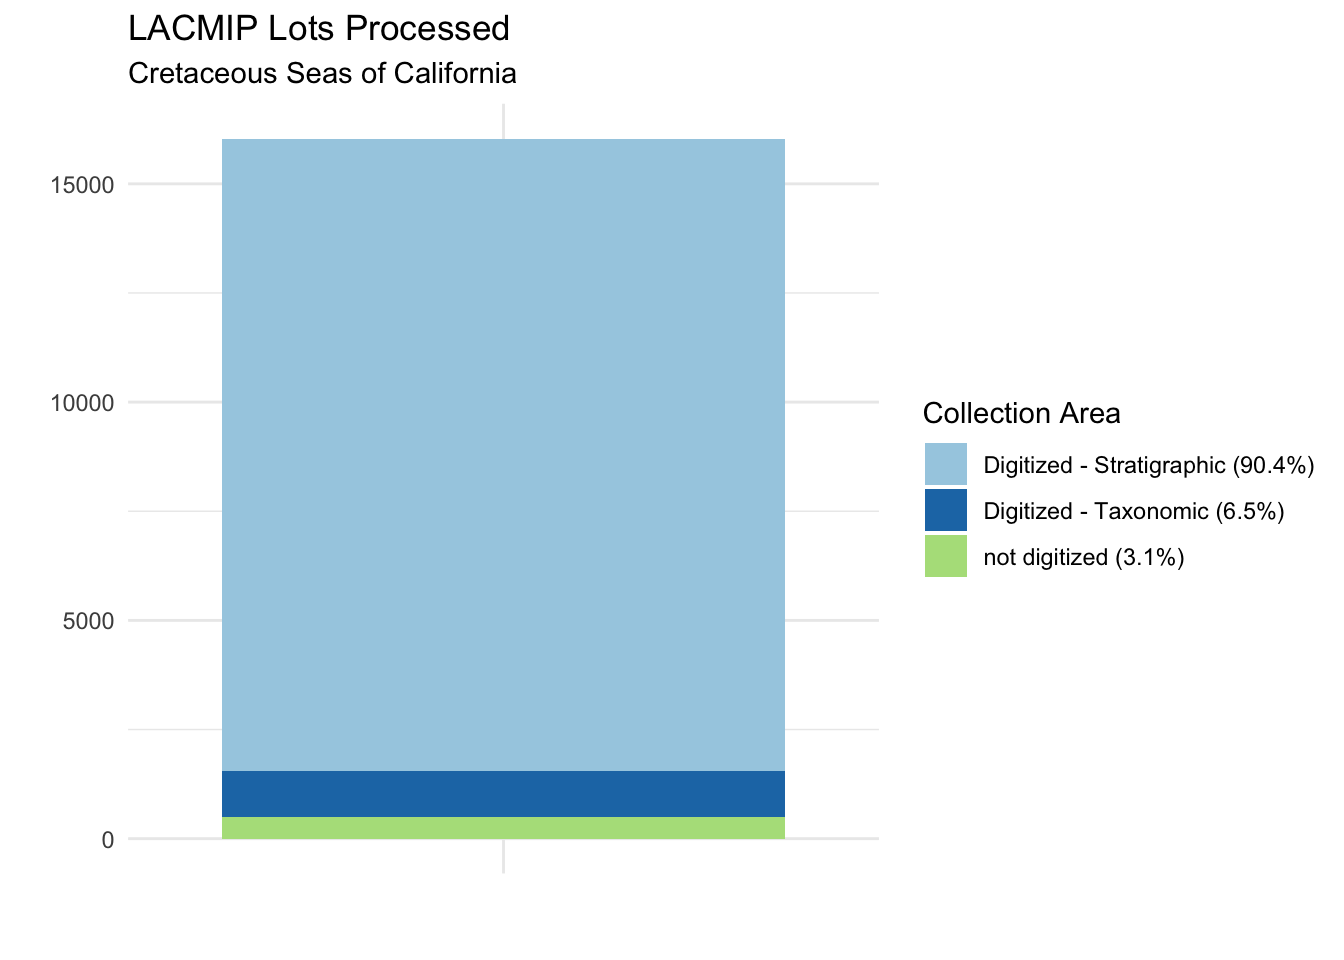 LACMIP Lots Processed
Cretaceous Seas of California
15000
10000
5000
0
Collection Area
Digitized - Stratigraphic (90.4%)
Digitized - Taxonomic (6.5%)
not digitized (3.1%)